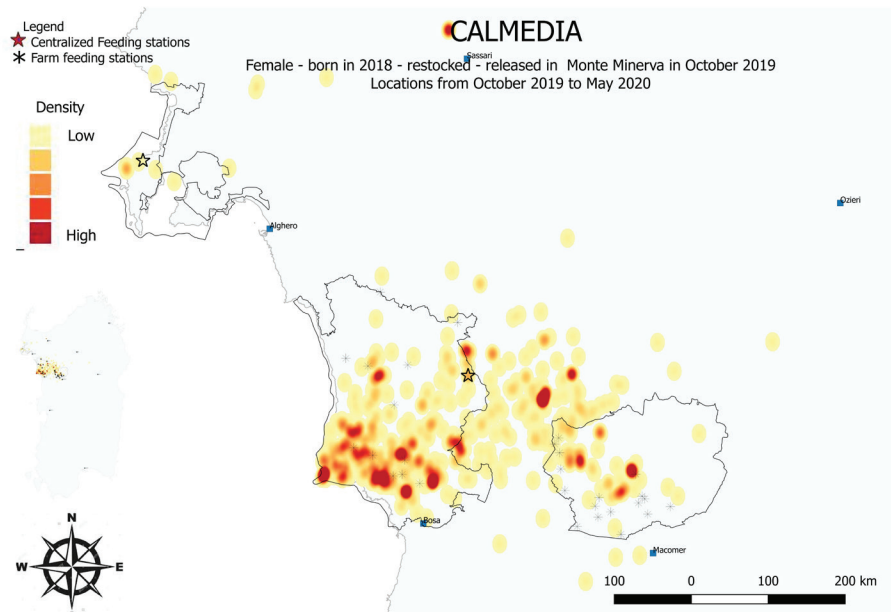 Legend
Centralized Feeding stations
Farm feeding stations
CALMEDIA
Sassari
Female - born in 2018 - restocked - released in Monte Minerva in October 2019
Locations from October 2019 to May 2020
Density
Low
High
Ozieri
Alghero
Bosa
Macomer
N
W E
S
100 0 100 200 km